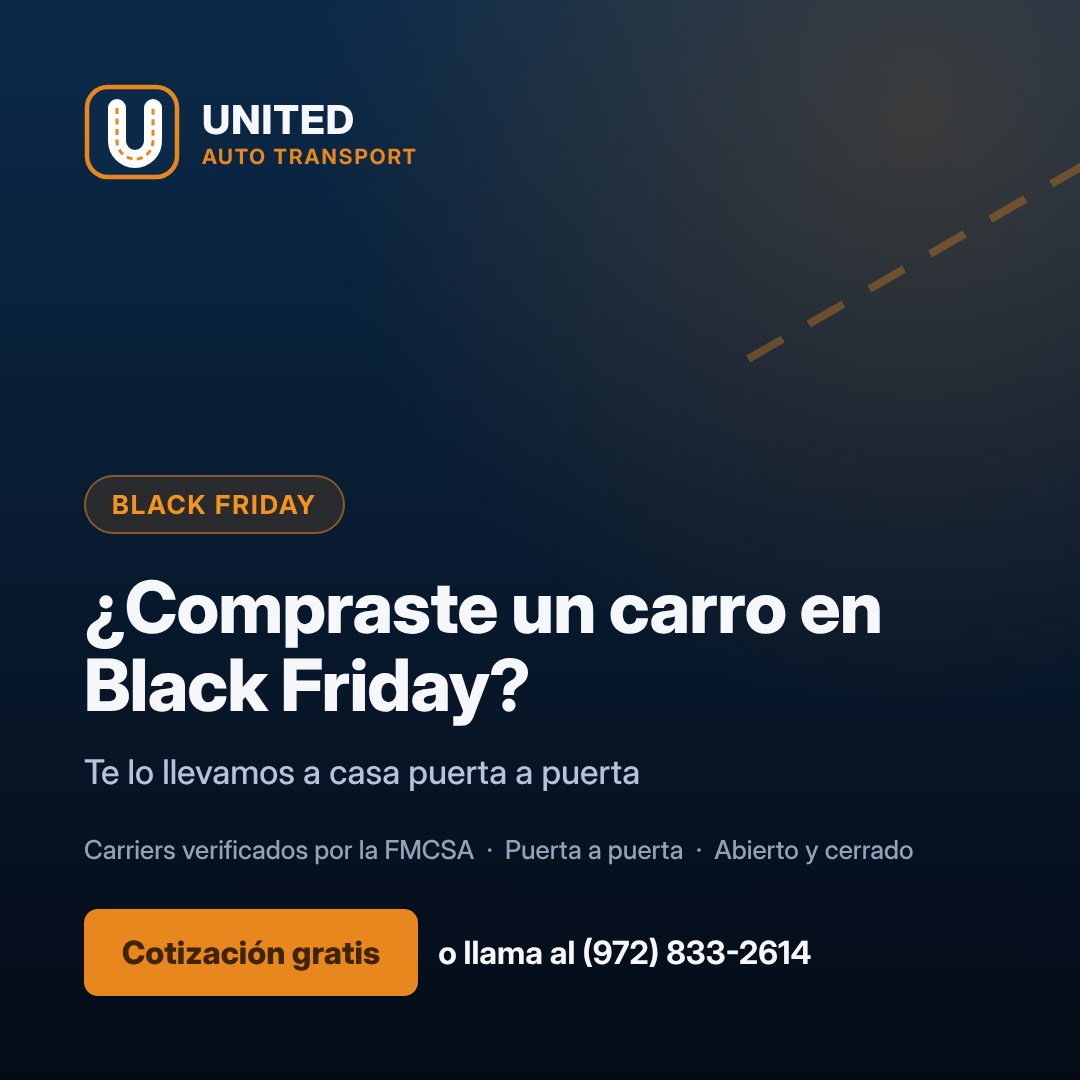 U
UNITED
AUTO TRANSPORT
BLACK FRIDAY
¿Compraste un carro en
Black Friday?
Te lo llevamos a casa puerta a puerta
Carriers verificados por la FMCSA · Puerta a puerta · Abierto y cerrado
Cotización gratis o llama al (972) 833-2614